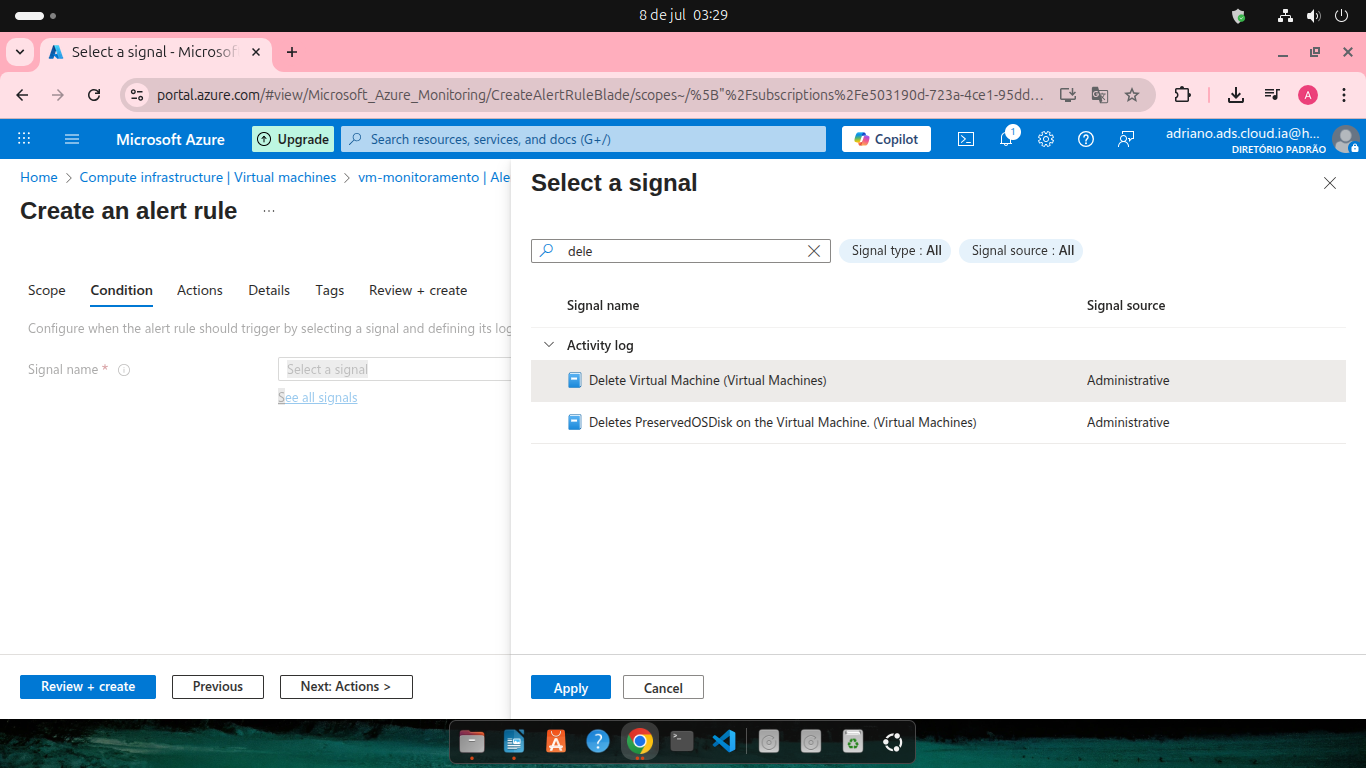 8 de jul 03:29
Select a signal - Microsof
portal.azure.com/#view/Microsoft_Azure_Monitoring/CreateAlertRuleBlade/scopes~/%5B"%2Fsubscriptions%2Fe503190d-723a-4ce1-95dd...
A
Microsoft Azure
Upgrade
Search resources, services, and docs (G+/)
Copilot
1
adriano.ads.cloud.ia@h...
DIRETÓRIO PADRÃO
Home > Compute infrastructure | Virtual machines > vm-monitoramento | Ale
Create an alert rule ...
Scope Condition Actions Details Tags Review + create
Configure when the alert rule should trigger by selecting a signal and defining its log
Signal name *
Select a signal
See all signals
Review + create Previous Next: Actions >
Select a signal
dele
Signal type : All Signal source : All
Signal name Signal source
Activity log
Delete Virtual Machine (Virtual Machines) Administrative
Deletes PreservedOSDisk on the Virtual Machine. (Virtual Machines) Administrative
Apply Cancel